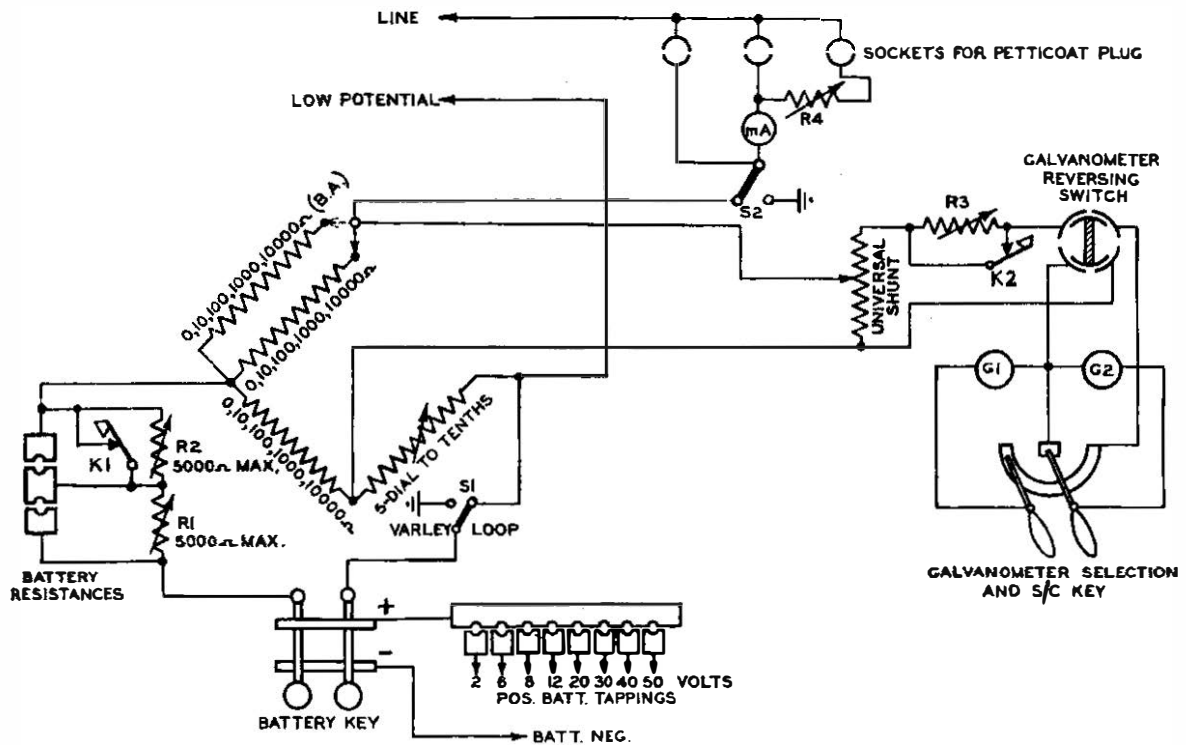 LINE
SOCKETS FOR PETTICOAT PLUG
LOW POTENTIAL
R4
mA
GALVANOMETER
REVERSING
SWITCH
S2
R3
0,10,100,1000,10000Ω (B.A.)
0,10,100,1000,10000Ω
UNIVERSAL
SHUNT
K2
G1
G2
0,10,100,1000,10000Ω
5-DIAL TO TENTHS
K1
R2
5000Ω MAX.
S1
VARLEY
LOOP
R1
5000Ω MAX.
BATTERY
RESISTANCES
GALVANOMETER SELECTION
AND S/C KEY
+
-
2 6 8 12 20 30 40 50 VOLTS
POS. BATT. TAPPINGS
BATTERY KEY
BATT. NEG.